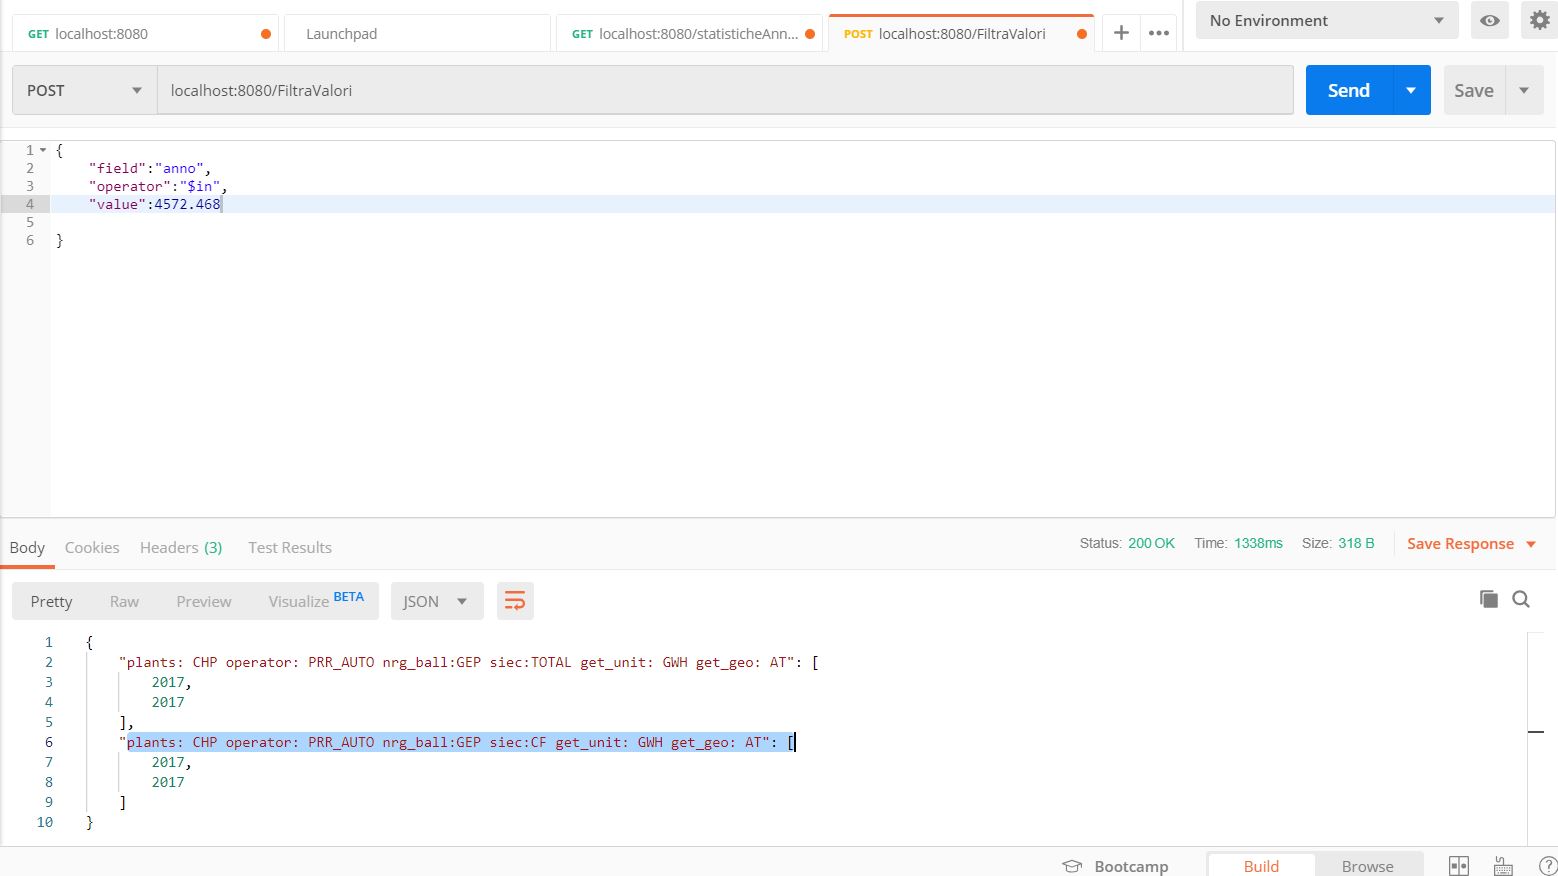 GET localhost:8080
Launchpad
GET localhost:8080/statisticheAnn...
POST localhost:8080/FiltraValori
No Environment
POST
localhost:8080/FiltraValori
Send
Save
1 {
2 "field":"anno",
3 "operator":"$in",
4 "value":4572.468
5
6 }
Body Cookies Headers (3) Test Results
Status: 200 OK Time: 1338ms Size: 318 B Save Response
Pretty Raw Preview Visualize BETA JSON
1 {
2 "plants: CHP operator: PRR_AUTO nrg_ball:GEP siec:TOTAL get_unit: GWH get_geo: AT": [
3 2017,
4 2017
5 ],
6 "plants: CHP operator: PRR_AUTO nrg_ball:GEP siec:CF get_unit: GWH get_geo: AT": [
7 2017,
8 2017
9 ]
10 }
Bootcamp Build Browse